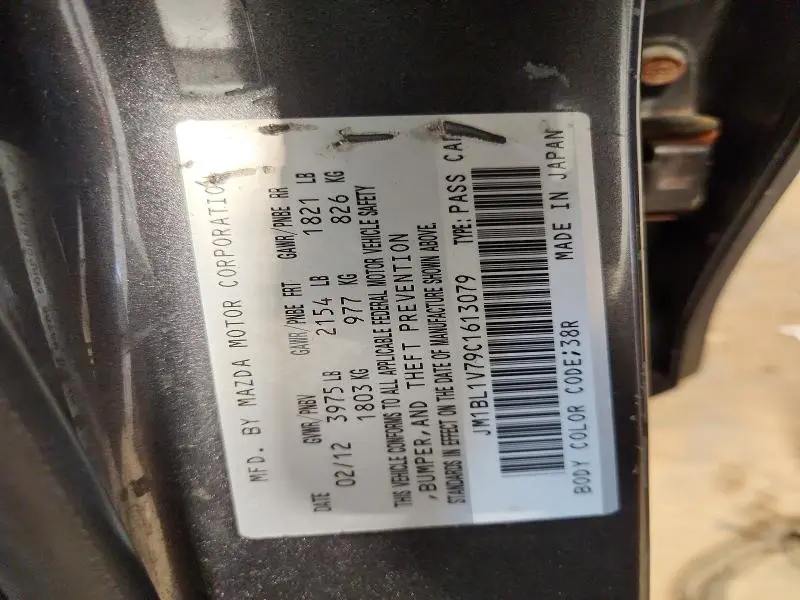 MFD. BY MAZDA MOTOR CORPORATIO
DATE GVWR/PNBV GAWR/PNBE FRT GAWR/PNBE RR
02/12 3975 LB 2154 LB 1821 LB
1803 KG 977 KG 826 KG
THIS VEHICLE CONFORMS TO ALL APPLICABLE FEDERAL MOTOR VEHICLE SAFETY
,BUMPER,AND THEFT PREVENTION
STANDARDS IN EFFECT ON THE DATE OF MANUFACTURE SHOWN ABOVE.
JM1BL1V79C1613079 TYPE:PASS CA
BODY COLOR CODE;38R MADE IN JAPAN